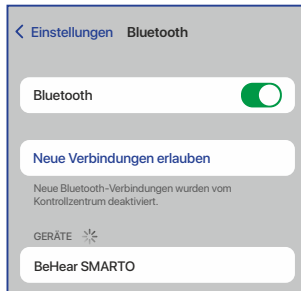 Einstellungen Bluetooth
Bluetooth
Neue Verbindungen erlauben
Neue Bluetooth-Verbindungen wurden vom
Kontrollzentrum deaktiviert.
GERÄTE
BeHear SMARTO